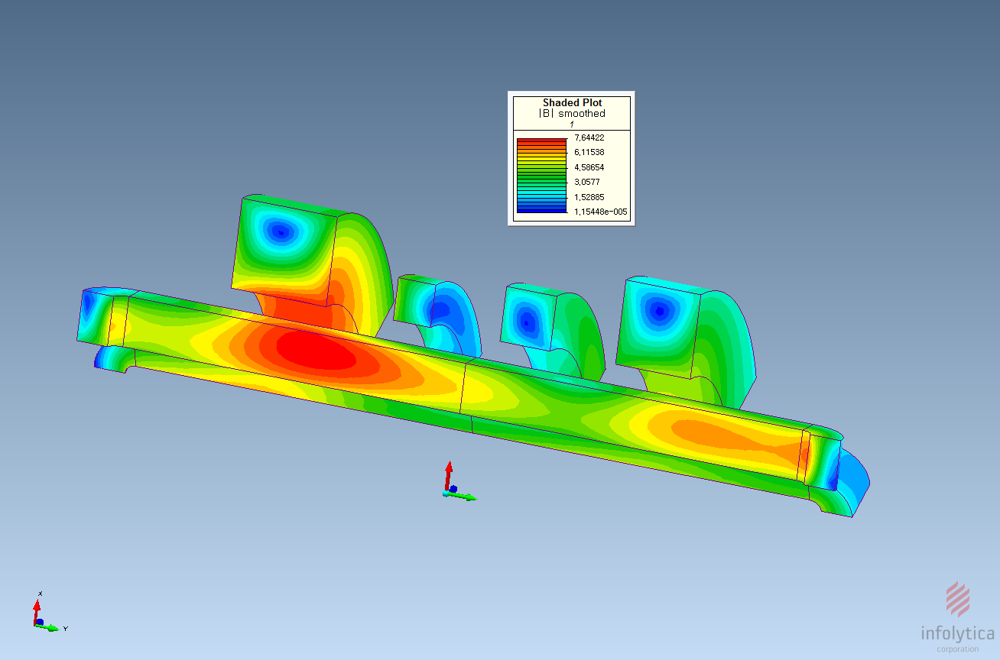 Shaded Plot
|B| smoothed
1
7,64422
6,11538
4,58654
3,0577
1,52885
1,15448e-005
X
Y
infolytica
corporation